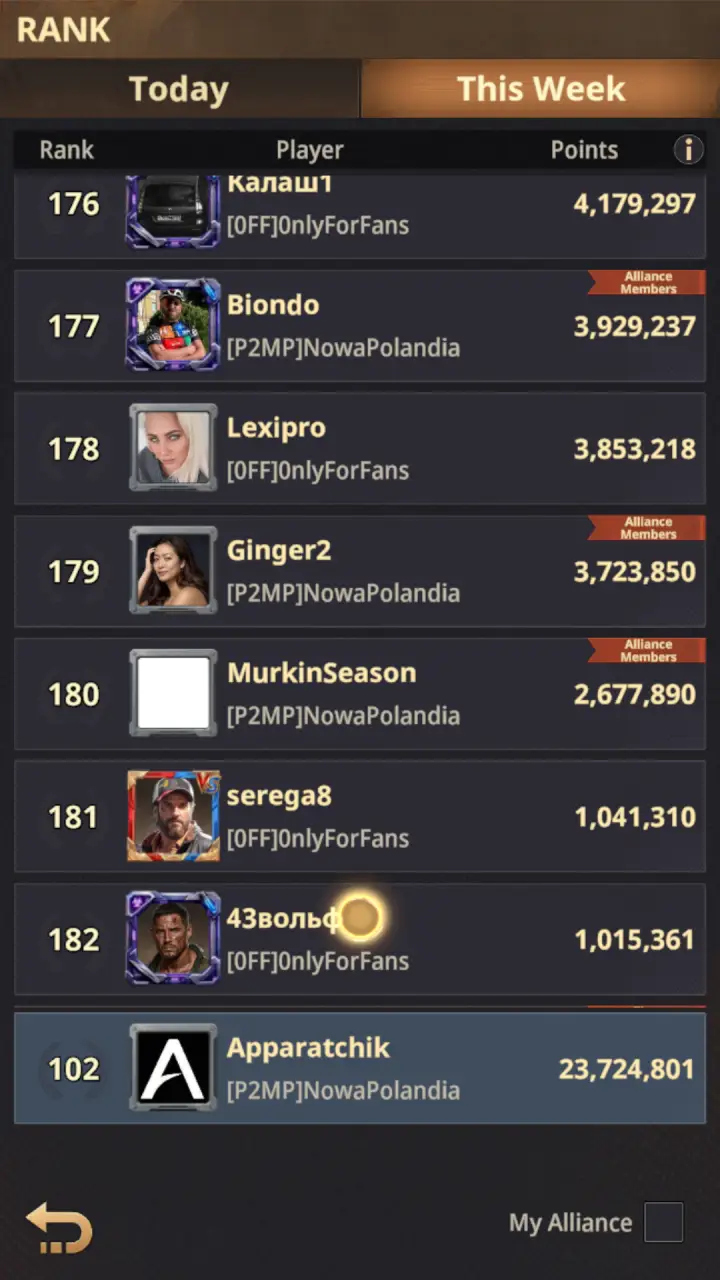 RANK
Today
This Week
Rank
Player
Points
176
Калаш1
[0FF]0nlyForFans
4,179,297
Alliance
Members
177
Biondo
[P2MP]NowaPolandia
3,929,237
178
Lexipro
[0FF]0nlyForFans
3,853,218
Alliance
Members
179
Ginger2
[P2MP]NowaPolandia
3,723,850
Alliance
Members
180
MurkinSeason
[P2MP]NowaPolandia
2,677,890
181
serega8
[0FF]0nlyForFans
1,041,310
182
43вольф
[0FF]0nlyForFans
1,015,361
102
Apparatchik
[P2MP]NowaPolandia
23,724,801
My Alliance